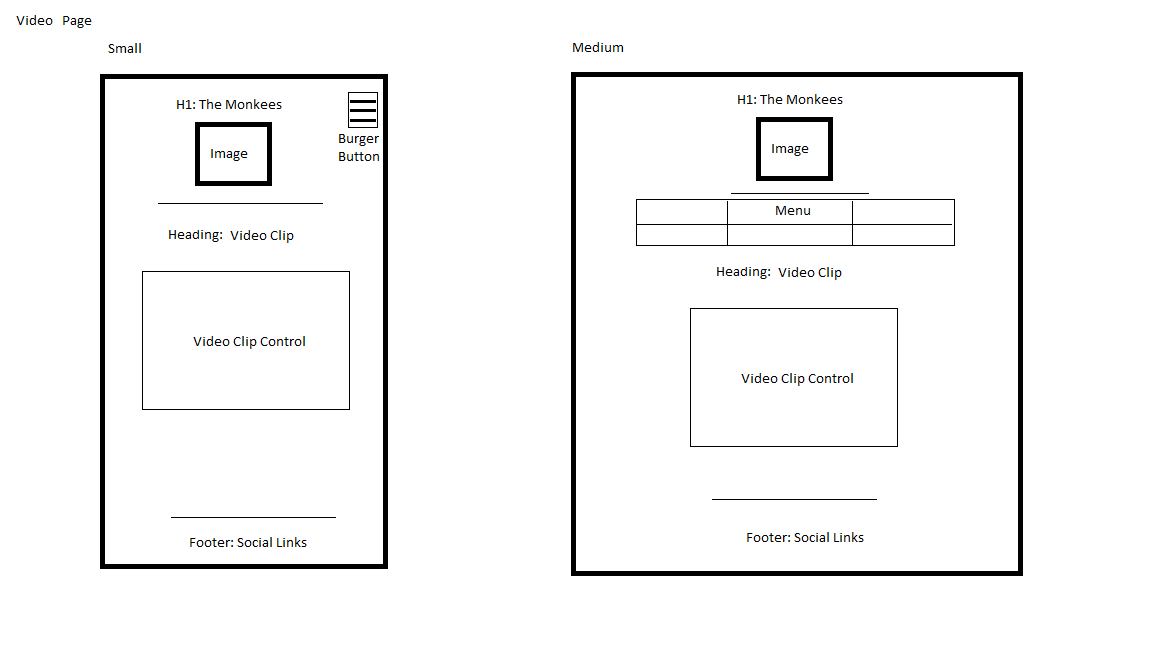 Video Page
Small
H1: The Monkees
Image
Burger
Button
Heading: Video Clip
Video Clip Control
Footer: Social Links
Medium
H1: The Monkees
Image
Menu
Heading: Video Clip
Video Clip Control
Footer: Social Links